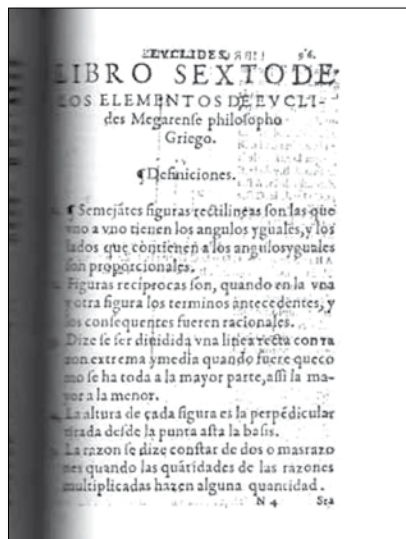 EVCLIDES. 96.
LIBRO SEXTO DE
LOS ELEMENTOS DE EVCLI-
des Megarenſe philoſopho
Griego.
¶Definiciones.
¶ Semejãtes figuras rectilineas ſon las que
vno a vno tienen los angulos yguales, y los
lados que contienen a los angulos yguales
ſon proporcionales.
Figuras reciprocas ſon, quando en la vna
y otra figura los terminos antecedentes, y
los conſequentes fueren racionales.
Dize ſe ſer diuidida vna linea recta con ra
zon extrema y media quando fuere que co
mo ſe ha toda a la mayor parte, aſſi la ma-
yor a la menor.
La altura de cada figura es la perpẽdicular
tirada deſde la punta aſta la baſis.
La razon ſe dize conſtar de dos o mas razo
nes quando las quãtidades de las razones
multiplicadas hazen alguna quantidad.
N 4 Sea